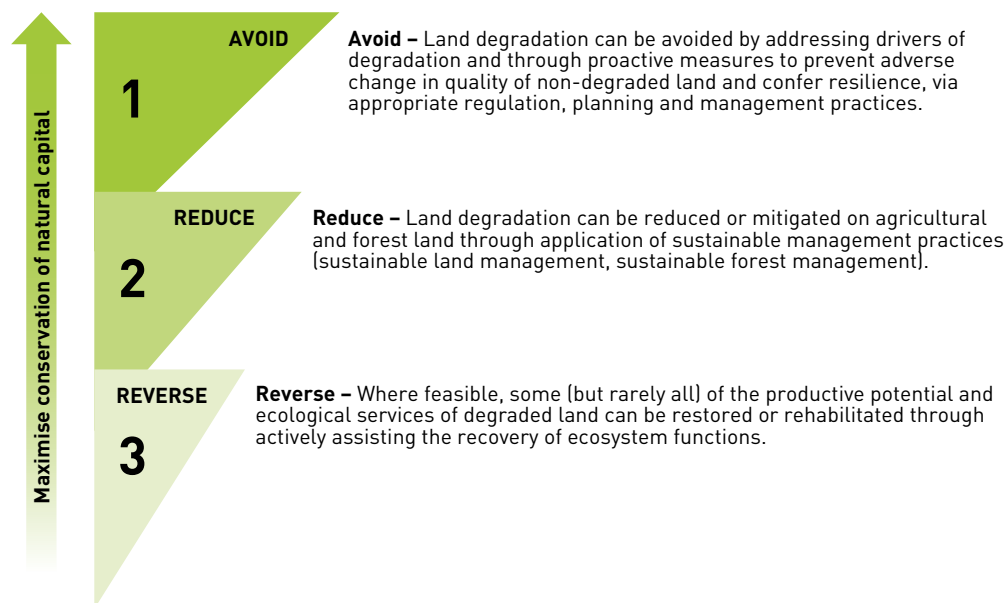 Maximise conservation of natural capital
AVOID
1
Avoid – Land degradation can be avoided by addressing drivers of
degradation and through proactive measures to prevent adverse
change in quality of non-degraded land and confer resilience, via
appropriate regulation, planning and management practices.
REDUCE
2
Reduce – Land degradation can be reduced or mitigated on agricultural
and forest land through application of sustainable management practices
(sustainable land management, sustainable forest management).
REVERSE
3
Reverse – Where feasible, some (but rarely all) of the productive potential and
ecological services of degraded land can be restored or rehabilitated through
actively assisting the recovery of ecosystem functions.